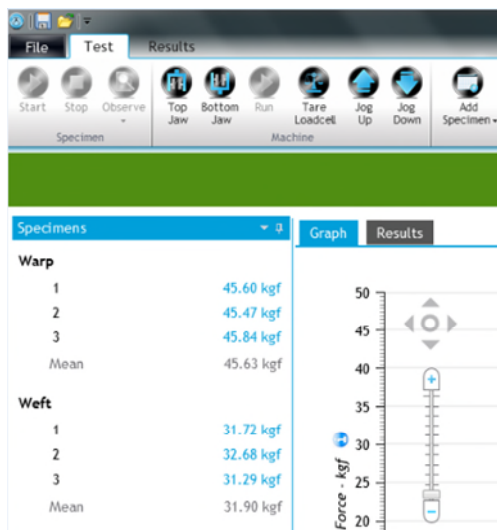 File Test Results
Start Stop Observe Top Jaw Bottom Jaw Run Tare Loadcell Jog Up Jog Down Add Specimen
Specimen Machine
Specimens
Graph Results
Warp
1 45.60 kgf
2 45.47 kgf
3 45.84 kgf
Mean 45.63 kgf
Weft
1 31.72 kgf
2 32.68 kgf
3 31.29 kgf
Mean 31.90 kgf
50
45
40
35
30
25
20
Force - kgf